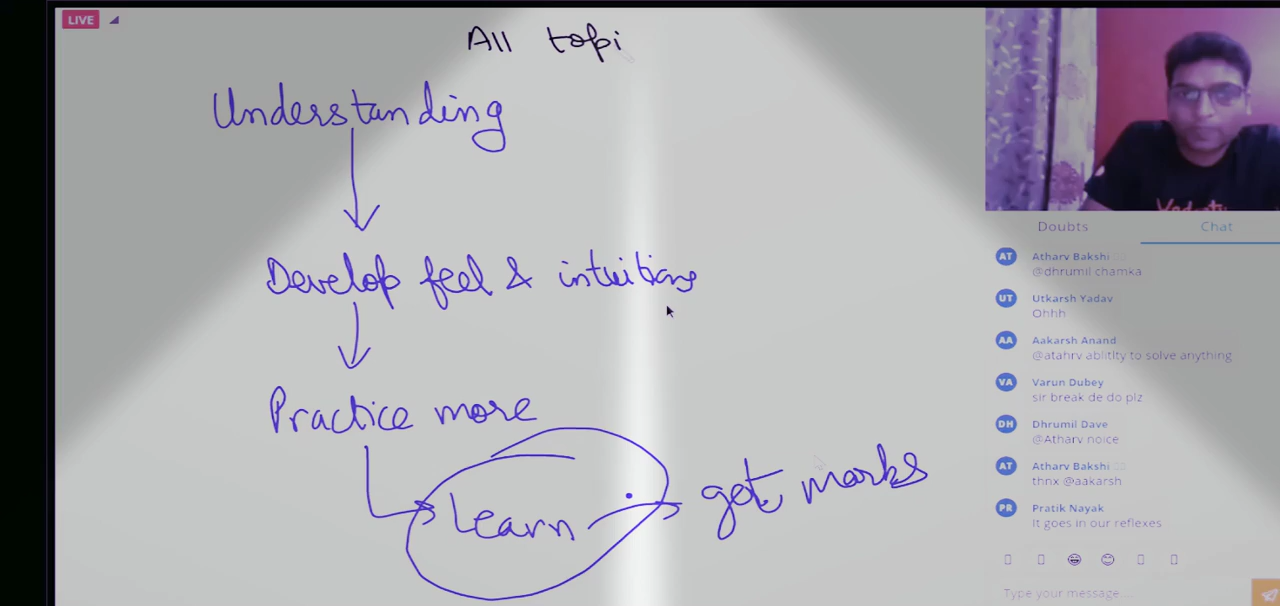 LIVE
All topi
Understanding
Develop feel & intuitions
Practice more
Learn
get marks
Doubts
Chat
AT
Atharv Bakshi
@dhrumil chamka
UT
Utkarsh Yadav
Ohhh
AA
Aakarsh Anand
@atahrv ablitity to solve anything
VA
Varun Dubey
sir break de do plz
DH
Dhrumil Dave
@Atharv noice
AT
Atharv Bakshi
thnx @aakarsh
PR
Pratik Nayak
It goes in our reflexes
Type your message....